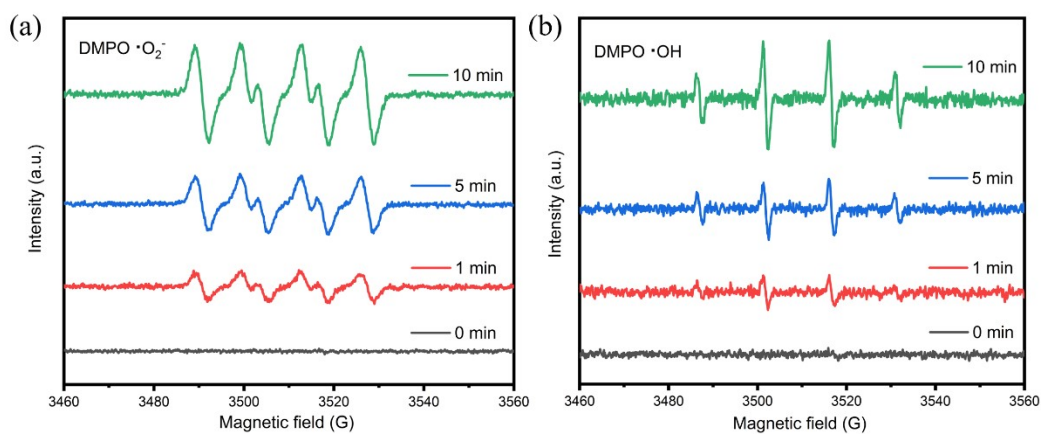 (a)
DMPO •O₂⁻
10 min
5 min
1 min
0 min
Intensity (a.u.)
3460 3480 3500 3520 3540 3560
Magnetic field (G)
(b)
DMPO •OH
10 min
5 min
1 min
0 min
Intensity (a.u.)
3460 3480 3500 3520 3540 3560
Magnetic field (G)